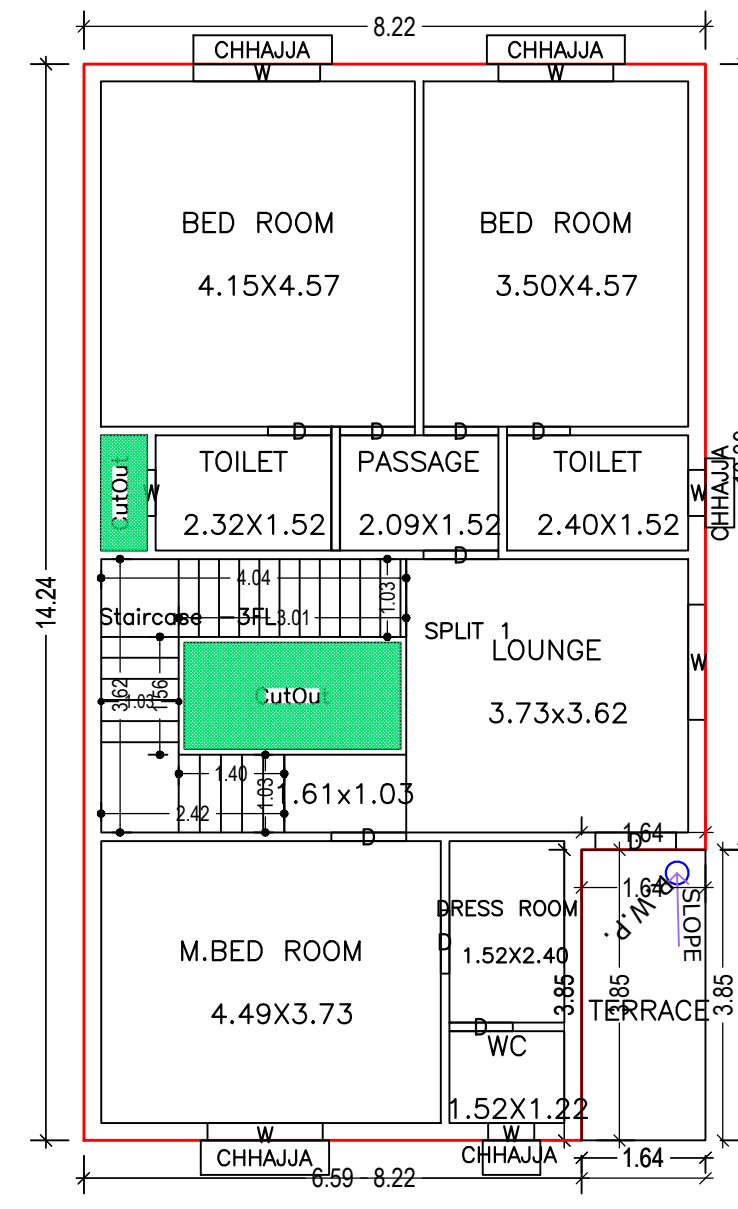 8.22
CHHAJJA
CHHAJJA
W
W
BED ROOM
4.15X4.57
BED ROOM
3.50X4.57
14.24
D
D
D
D
CutOut
W
TOILET
2.32X1.52
PASSAGE
2.09X1.52
TOILET
2.40X1.52
W
CHHAJJA
D
4.04
1.03
Staircase -3FL
3.01
SPLIT 1
LOUNGE
3.73x3.62
W
3.62
1.03
1.56
CutOut
1.40
1.03
1.61x1.03
2.42
D
D
1.64
1.64
R.W.P.
SLOPE
M.BED ROOM
4.49X3.73
DRESS ROOM
D
1.52X2.40
3.85
3.85
3.85
TERRACE
D
WC
1.52X1.22
W
W
CHHAJJA
CHHAJJA
1.64
6.59
8.22